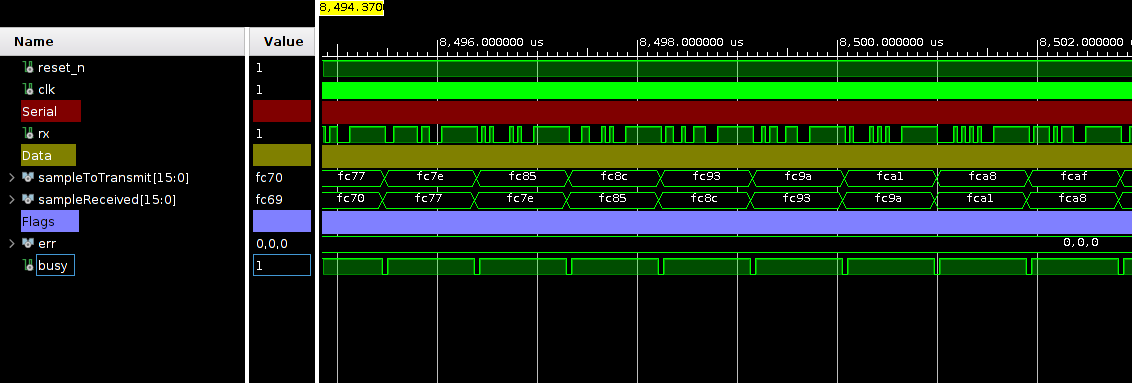 8,494.3700
8,496.000000 us 8,498.000000 us 8,500.000000 us 8,502.000000 us
Name Value
reset_n 1
clk 1
Serial
rx 1
Data
sampleToTransmit[15:0] fc70 fc77 fc7e fc85 fc8c fc93 fc9a fca1 fca8 fcaf
sampleReceived[15:0] fc69 fc70 fc77 fc7e fc85 fc8c fc93 fc9a fca1 fca8
Flags
err 0,0,0 0,0,0
busy 1